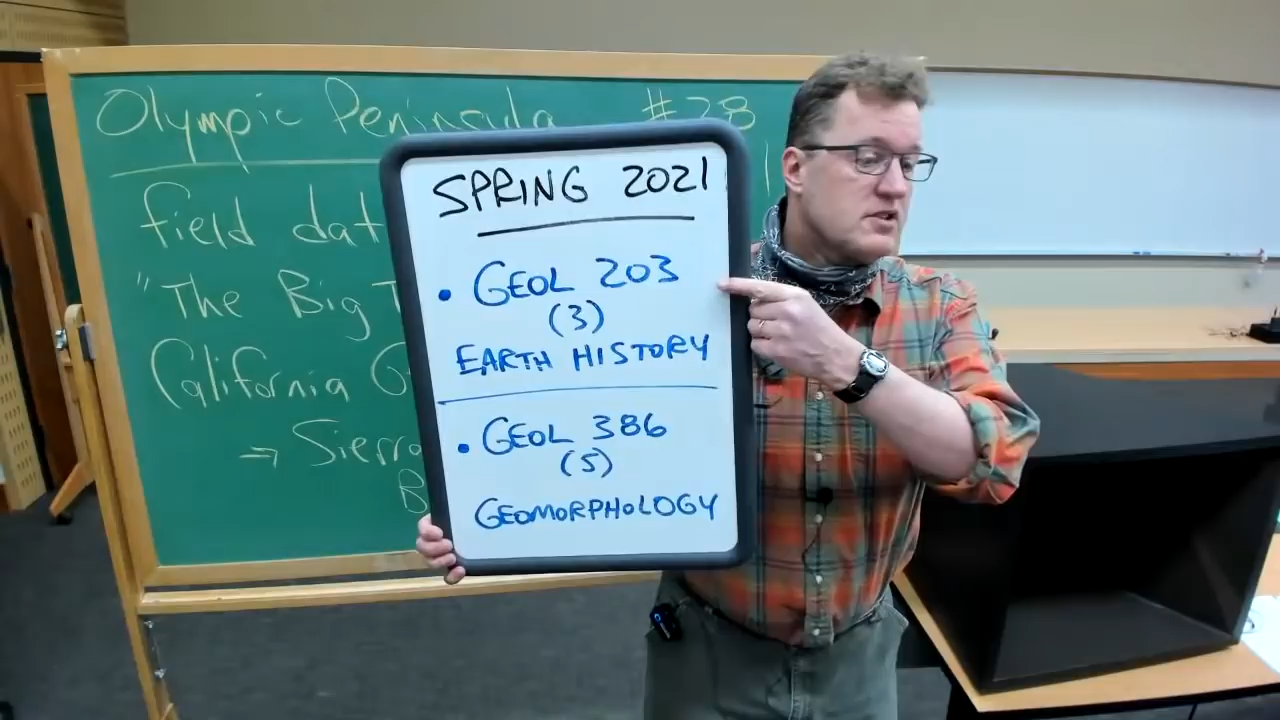 Olympic Peninsula #28
field dat
"The Big T
California G
→ Sierra
B
SPRING 2021
• GEOL 203
(3)
EARTH HISTORY
• GEOL 386
(5)
GEOMORPHOLOGY